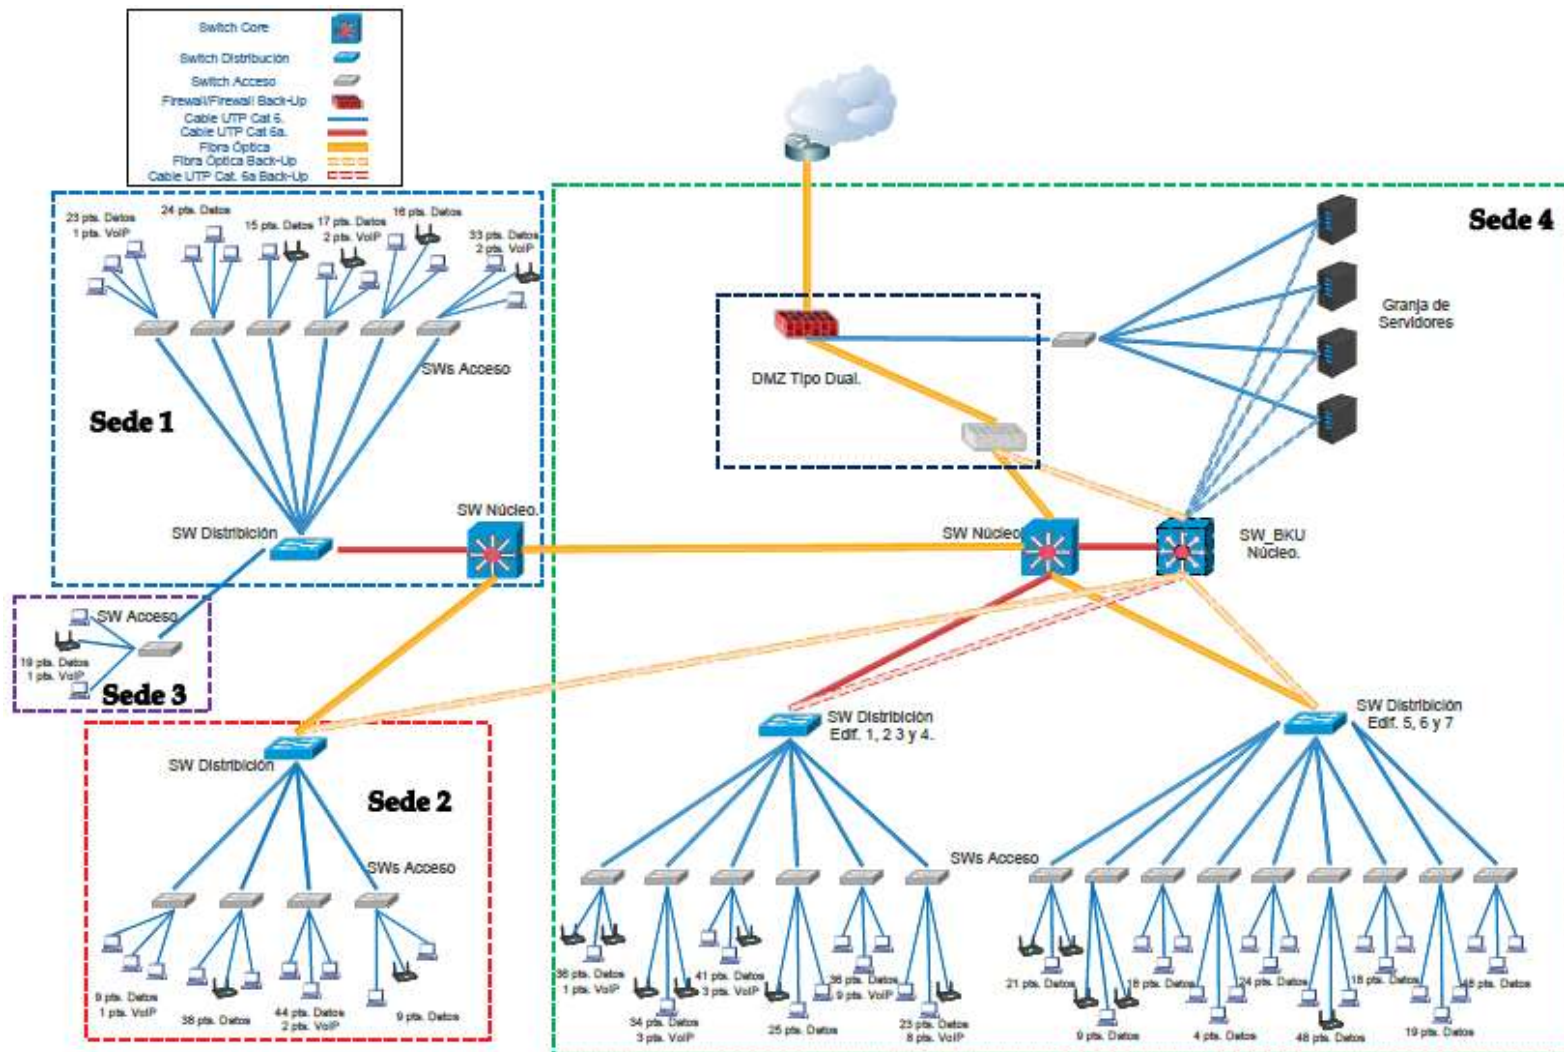 Switch Core
Switch Distribución
Switch Acceso
Firewall/Firewall Back-Up
Cable UTP Cat 6.
Cable UTP Cat 6a.
Fibra Óptica
Fibra Óptica Back-Up
Cable UTP Cat. 6a Back-Up
23 pts. Datos
1 pts. VoIP
24 pts. Datos
15 pts. Datos
17 pts. Datos
2 pts. VoIP
16 pts. Datos
33 pts. Datos
2 pts. VoIP
SWs Acceso
Sede 1
SW Distribición
SW Núcleo.
SW Acceso
19 pts. Datos
1 pts. VoIP
Sede 3
SW Distribición
Sede 2
SWs Acceso
9 pts. Datos
1 pts. VoIP
38 pts. Datos
44 pts. Datos
2 pts. VoIP
9 pts. Datos
Sede 4
Granja de
Servidores
DMZ Tipo Dual.
SW Núcleo
SW_BKU
Núcleo.
SW Distribición
Edif. 1, 2 3 y 4.
SW Distribición
Edif. 5, 6 y 7
SWs Acceso
36 pts. Datos
1 pts. VoIP
34 pts. Datos
3 pts. VoIP
41 pts. Datos
3 pts. VoIP
25 pts. Datos
36 pts. Datos
9 pts. VoIP
23 pts. Datos
8 pts. VoIP
21 pts. Datos
9 pts. Datos
18 pts. Datos
4 pts. Datos
24 pts. Datos
48 pts. Datos
18 pts. Datos
19 pts. Datos
48 pts. Datos